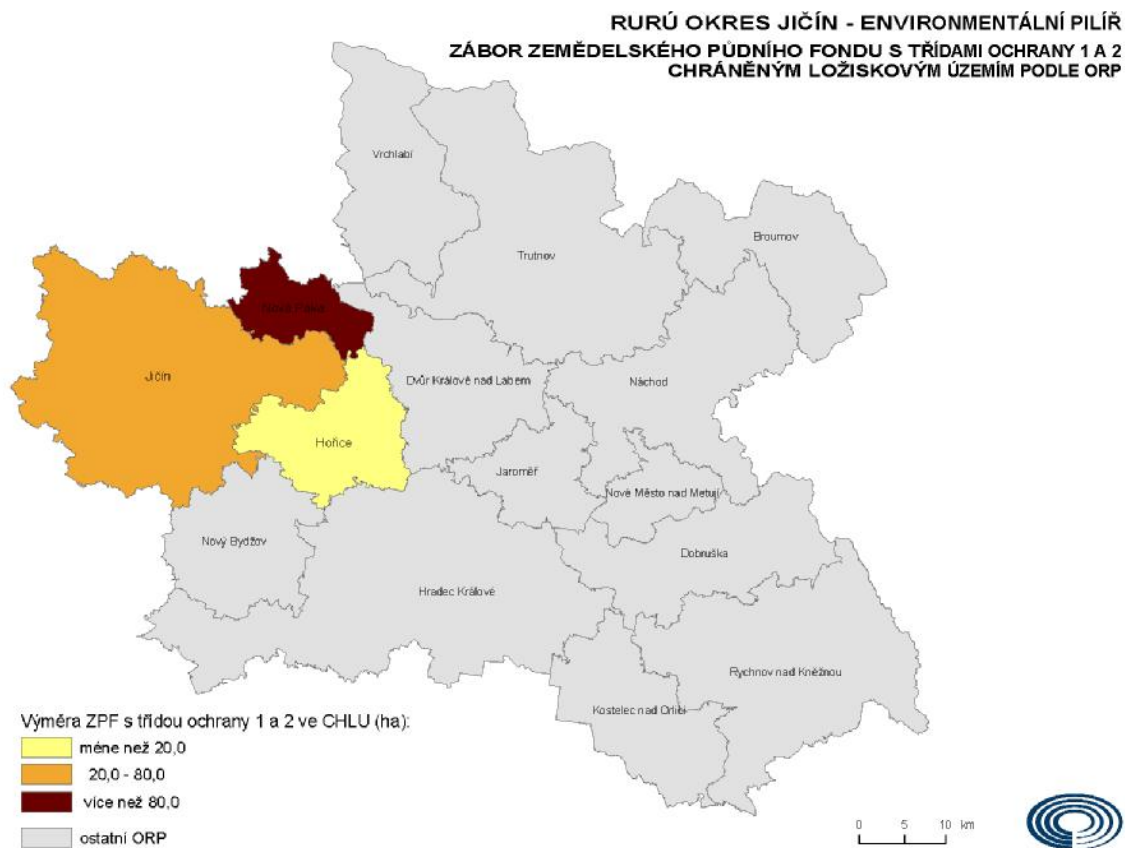 RURÚ OKRES JIČÍN - ENVIRONMENTÁLNÍ PILÍŘ
ZÁBOR ZEMĚDELSKÉHO PŮDNÍHO FONDU S TŘÍDAMI OCHRANY 1 A 2
CHRÁNĚNÝM LOŽISKOVÝM ÚZEMÍM PODLE ORP
Vrchlabí
Broumov
Trutnov
Nová Paka
Jičín
Dvůr Králové nad Labem
Náchod
Hořice
Jaroměř
Nové Město nad Metují
Nový Bydžov
Dobruška
Hradec Králové
Rychnov nad Kněžnou
Kostelec nad Orlicí
Výměra ZPF s třídou ochrany 1 a 2 ve CHLU (ha):
méne než 20,0
20,0 - 80,0
více než 80,0
ostatní ORP
0 5 10 km